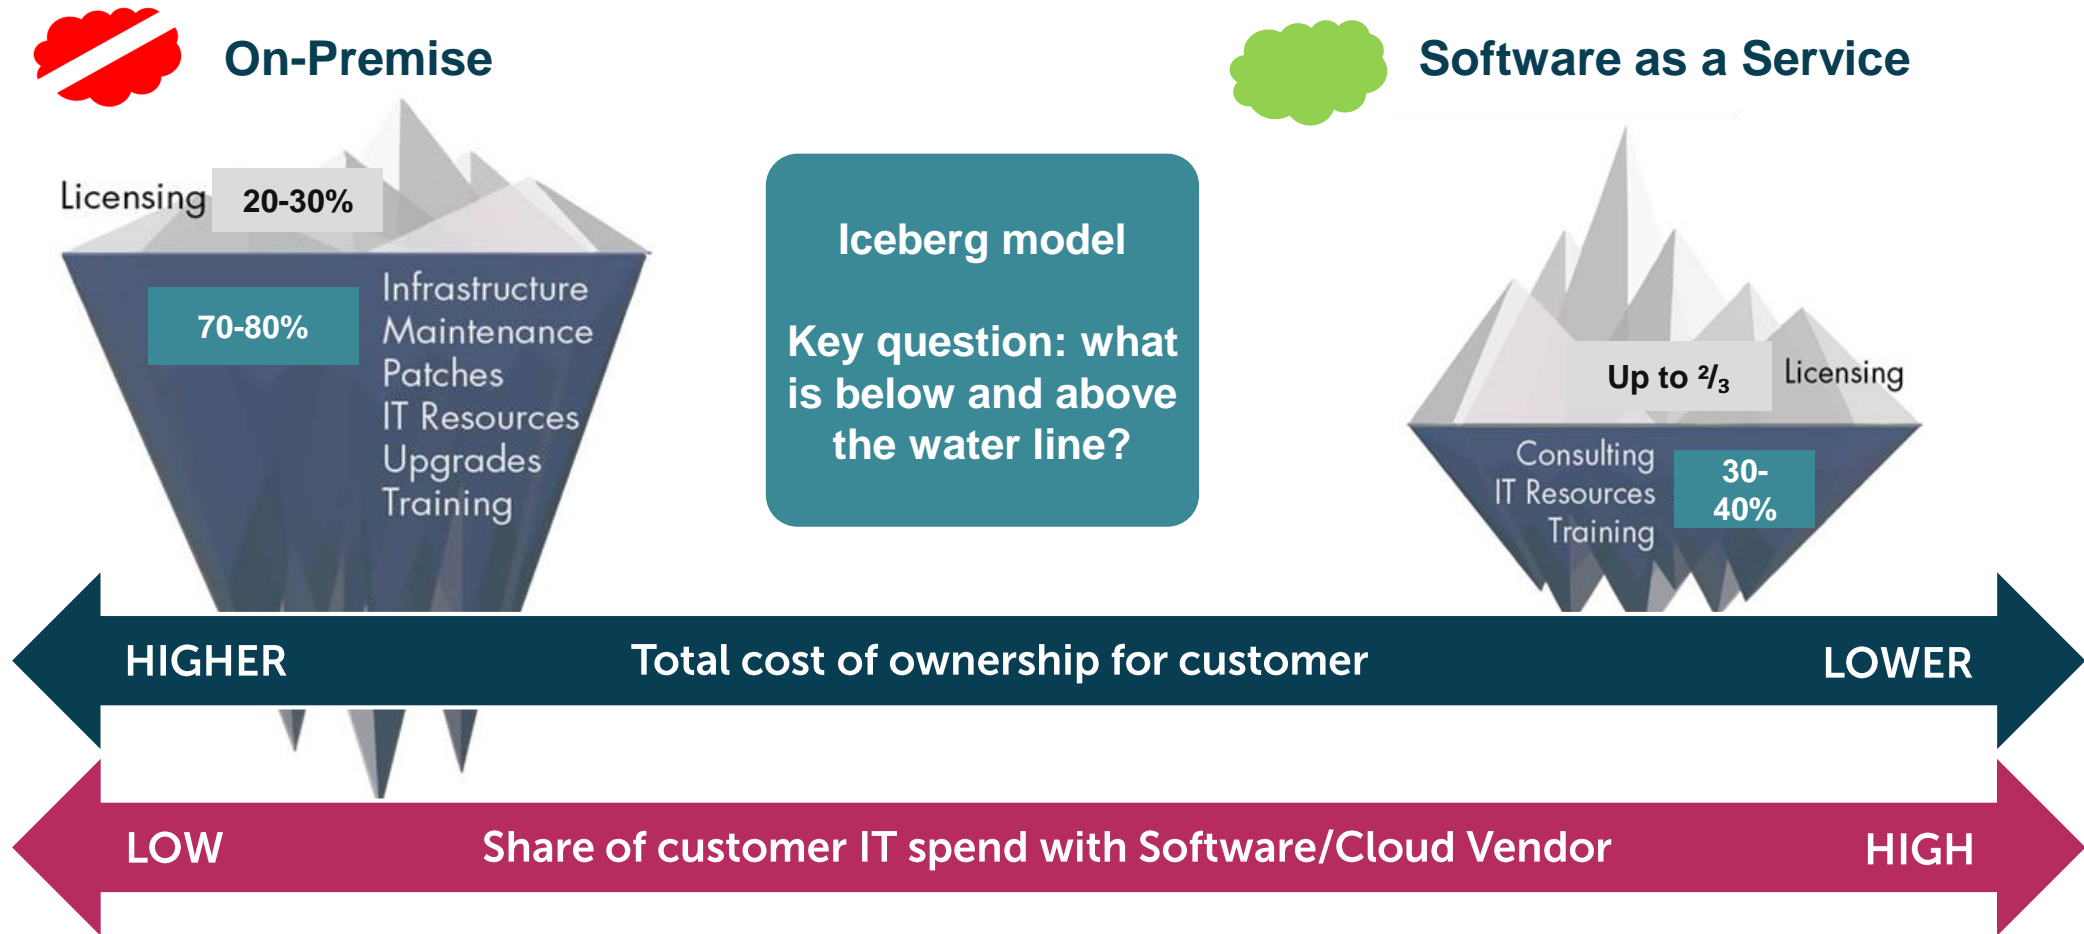 On-Premise
Software as a Service
Licensing
20-30%
70-80%
Infrastructure
Maintenance
Patches
IT Resources
Upgrades
Training
Iceberg model
Key question: what
is below and above
the water line?
Up to ²/₃
Licensing
Consulting
IT Resources
Training
30-
40%
HIGHER
Total cost of ownership for customer
LOWER
LOW
Share of customer IT spend with Software/Cloud Vendor
HIGH